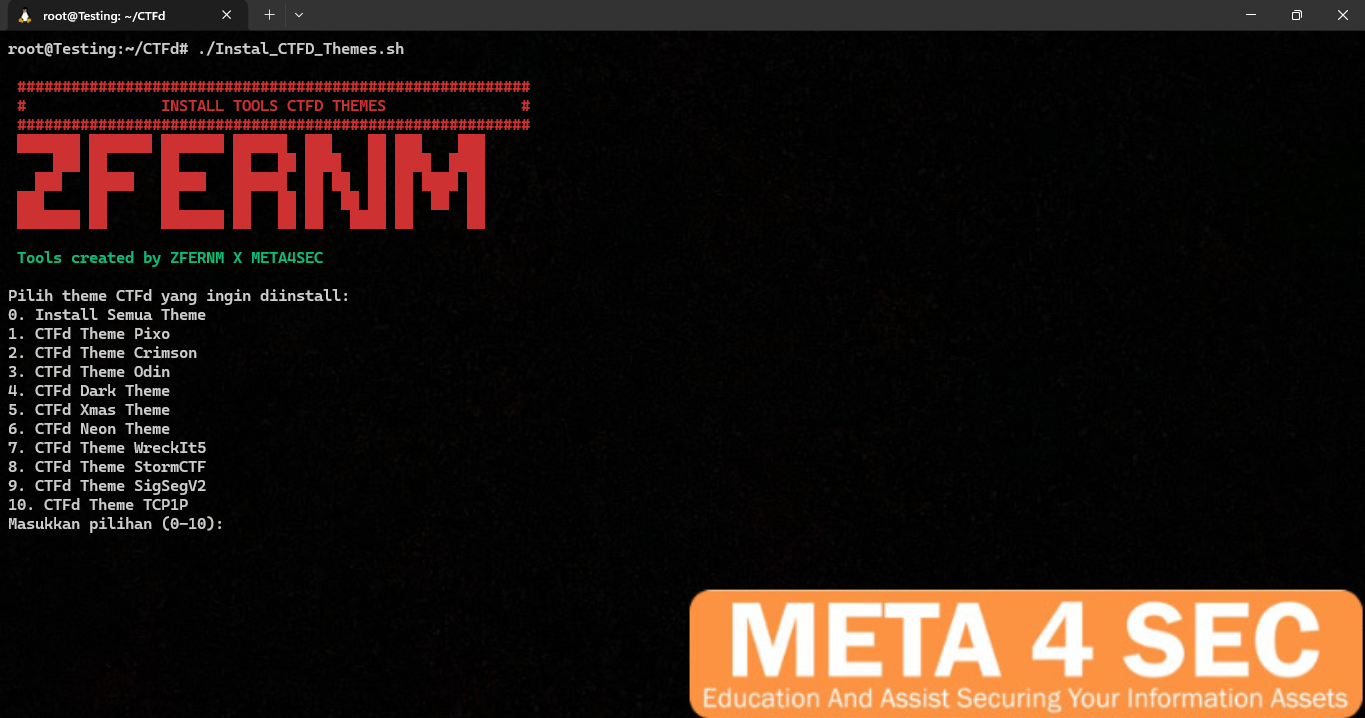 root@Testing: ~/CTFd
root@Testing:~/CTFd# ./Instal_CTFD_Themes.sh
#########################################################
# INSTALL TOOLS CTFD THEMES #
#########################################################
ZFERNM
Tools created by ZFERNM X META4SEC
Pilih theme CTFd yang ingin diinstall:
0. Install Semua Theme
1. CTFd Theme Pixo
2. CTFd Theme Crimson
3. CTFd Theme Odin
4. CTFd Dark Theme
5. CTFd Xmas Theme
6. CTFd Neon Theme
7. CTFd Theme WreckIt5
8. CTFd Theme StormCTF
9. CTFd Theme SigSegV2
10. CTFd Theme TCP1P
Masukkan pilihan (0-10):
META 4 SEC
Education And Assist Securing Your Information Assets